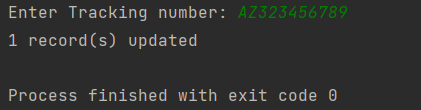 Enter Tracking number: AZ323456789
1 record(s) updated
Process finished with exit code 0